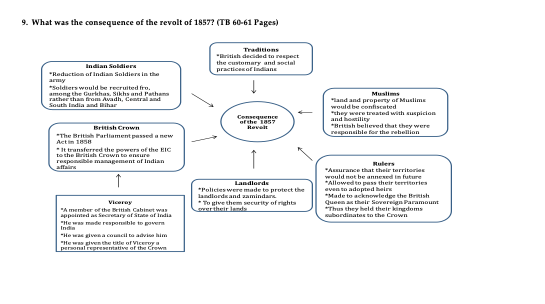 9. What was the consequence of the revolt of 1857? (TB 60-61 Pages)
Traditions
*British decided to respect
the customary and social
practices of Indians
Indian Soldiers
*Reduction of Indian Soldiers in the
army
*Soldiers would be recruited fro,
among the Gurkhas, Sikhs and Pathans
rather than from Avadh, Central and
South India and Bihar
Muslims
*land and property of Muslims
would be confiscated
*they were treated with suspicion
and hostility
*British believed that they were
responsible for the rebellion
Consequence
of the 1857
Revolt
British Crown
*The British Parliament passed a new
Act in 1858
* It transferred the powers of the EIC
to the British Crown to ensure
responsible management of Indian
affairs
Rulers
*Assurance that their territories
would not be annexed in future
*Allowed to pass their territories
even to adopted heirs
*Made to acknowledge the British
Queen as their Sovereign Paramount
*Thus they held their kingdoms
subordinates to the Crown
Landlords
*Policies were made to protect the
landlords and zamindars.
* To give them security of rights
over their lands
Viceroy
*A member of the British Cabinet was
appointed as Secretary of State of India
*He was made responsible to govern
India
*He was given a council to advise him
*He was given the title of Viceroy a
personal representative of the Crown